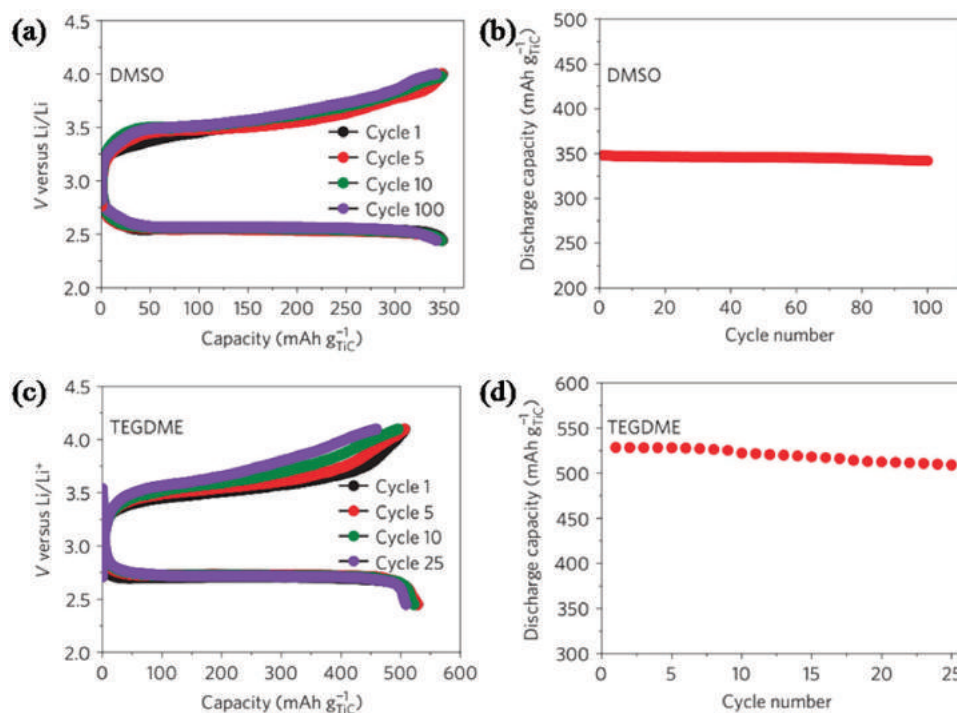 (a)
DMSO
V versus Li/Li
4.5
4.0
3.5
3.0
2.5
2.0
Cycle 1
Cycle 5
Cycle 10
Cycle 100
0 50 100 150 200 250 300 350
Capacity (mAh g⁻¹TiC)
(b)
DMSO
Discharge capacity (mAh g⁻¹TiC)
500
450
400
350
300
250
200
0 20 40 60 80 100
Cycle number
(c)
TEGDME
V versus Li/Li⁺
4.5
4.0
3.5
3.0
2.5
2.0
Cycle 1
Cycle 5
Cycle 10
Cycle 25
0 100 200 300 400 500 600
Capacity (mAh g⁻¹TiC)
(d)
TEGDME
Discharge capacity (mAh g⁻¹TiC)
600
550
500
450
400
350
300
0 5 10 15 20 25
Cycle number